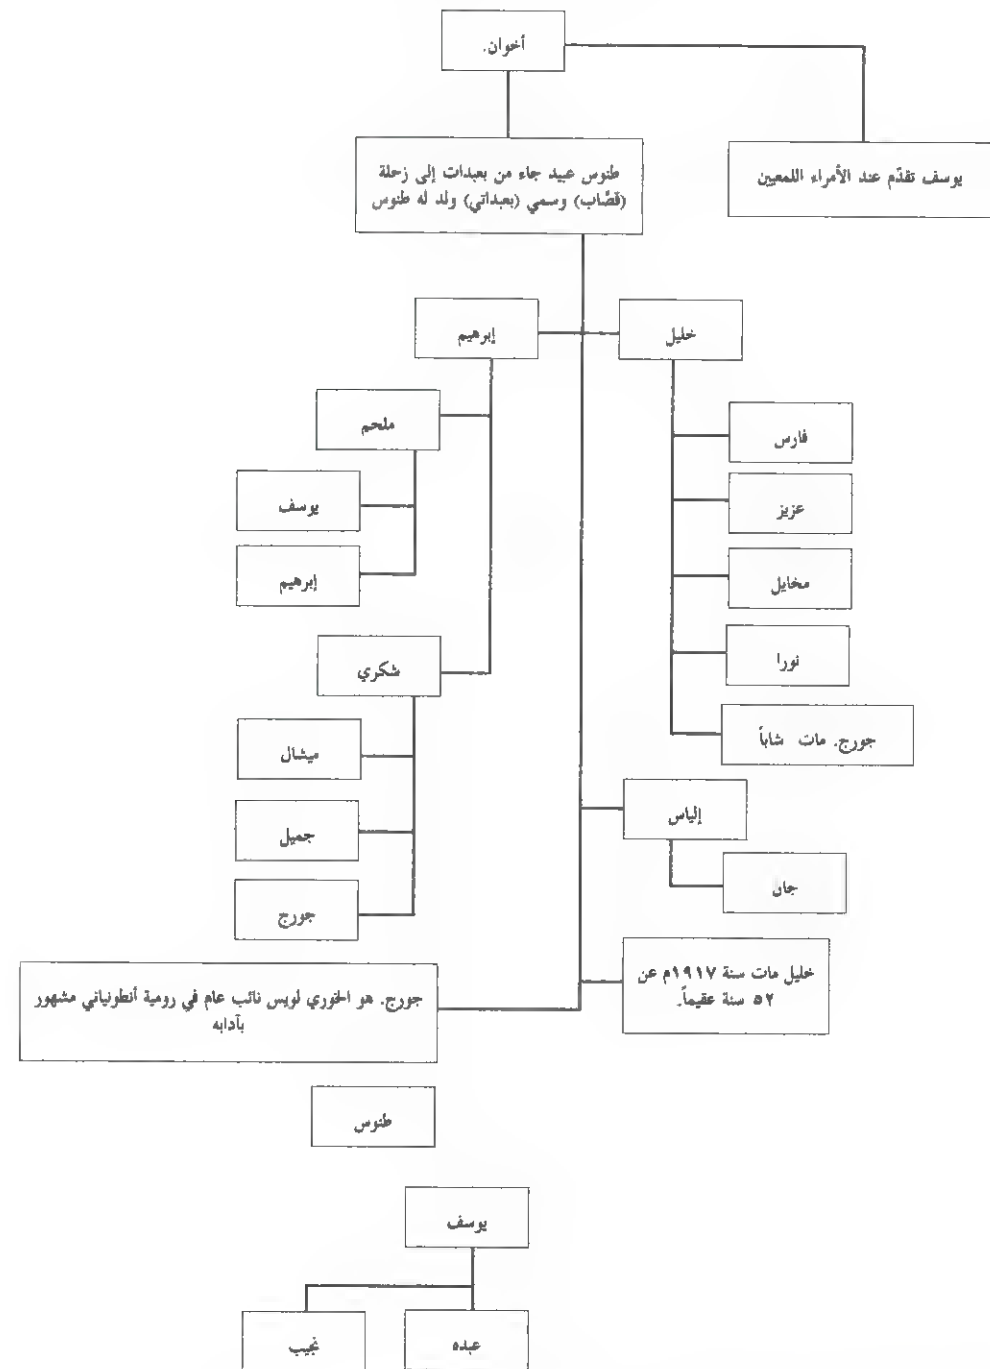 أخوان.
يوسف تقدّم عند الأمراء اللمعيين
طنوس عبيد جاء من بعبدات إلى زحلة
(قصَّاب) وسمي (بعبداتي) ولد له طنوس
خليل
إبرهيم
فارس
ملحم
عزيز
يوسف
مخايل
إبرهيم
نورا
شكري
جورج. مات شاباً
ميشال
إلياس
جميل
جان
جورج
خليل مات سنة ١٩١٧م عن
٥٢ سنة عقيماً.
جورج. هو الخوري لويس نائب عام في رومية أنطونياني مشهور
بآدابه
طنوس
يوسف
عبده
نجيب